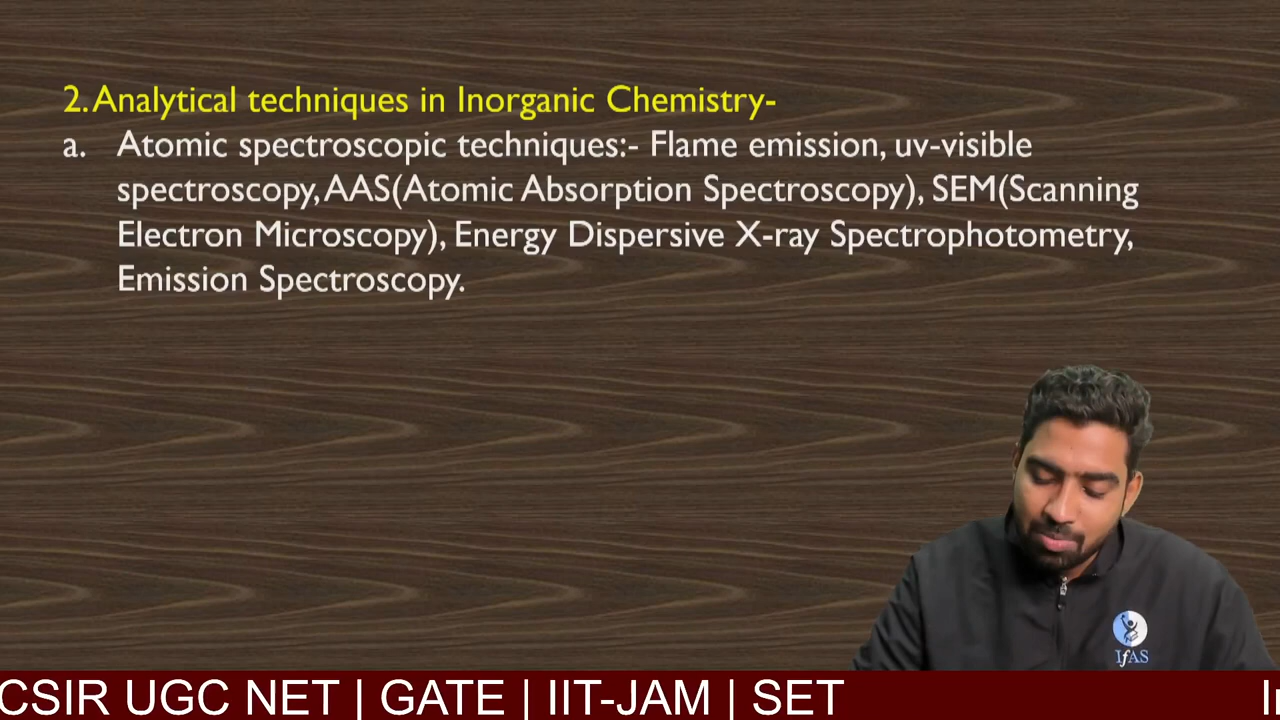 2. Analytical techniques in Inorganic Chemistry-
a. Atomic spectroscopic techniques:- Flame emission, uv-visible
spectroscopy, AAS(Atomic Absorption Spectroscopy), SEM(Scanning
Electron Microscopy), Energy Dispersive X-ray Spectrophotometry,
Emission Spectroscopy.
IfAS
CSIR UGC NET | GATE | IIT-JAM | SET